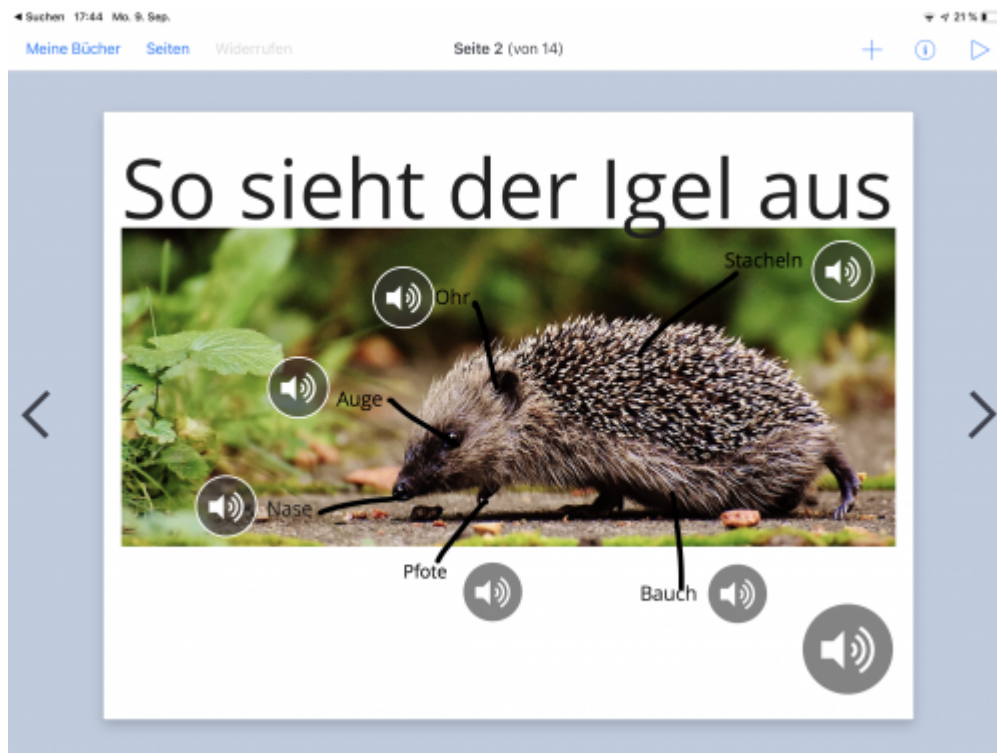 Suchen 17:44 Mo. 9. Sep. 21 %
Meine Bücher Seiten Widerrufen Seite 2 (von 14)
So sieht der Igel aus
Stacheln
Ohr
Auge
Nase
Pfote
Bauch